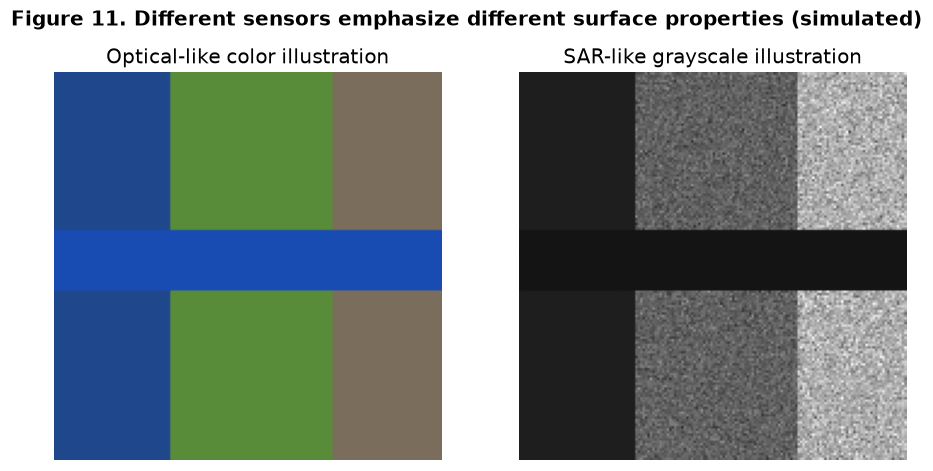 Figure 11. Different sensors emphasize different surface properties (simulated)
Optical-like color illustration
SAR-like grayscale illustration